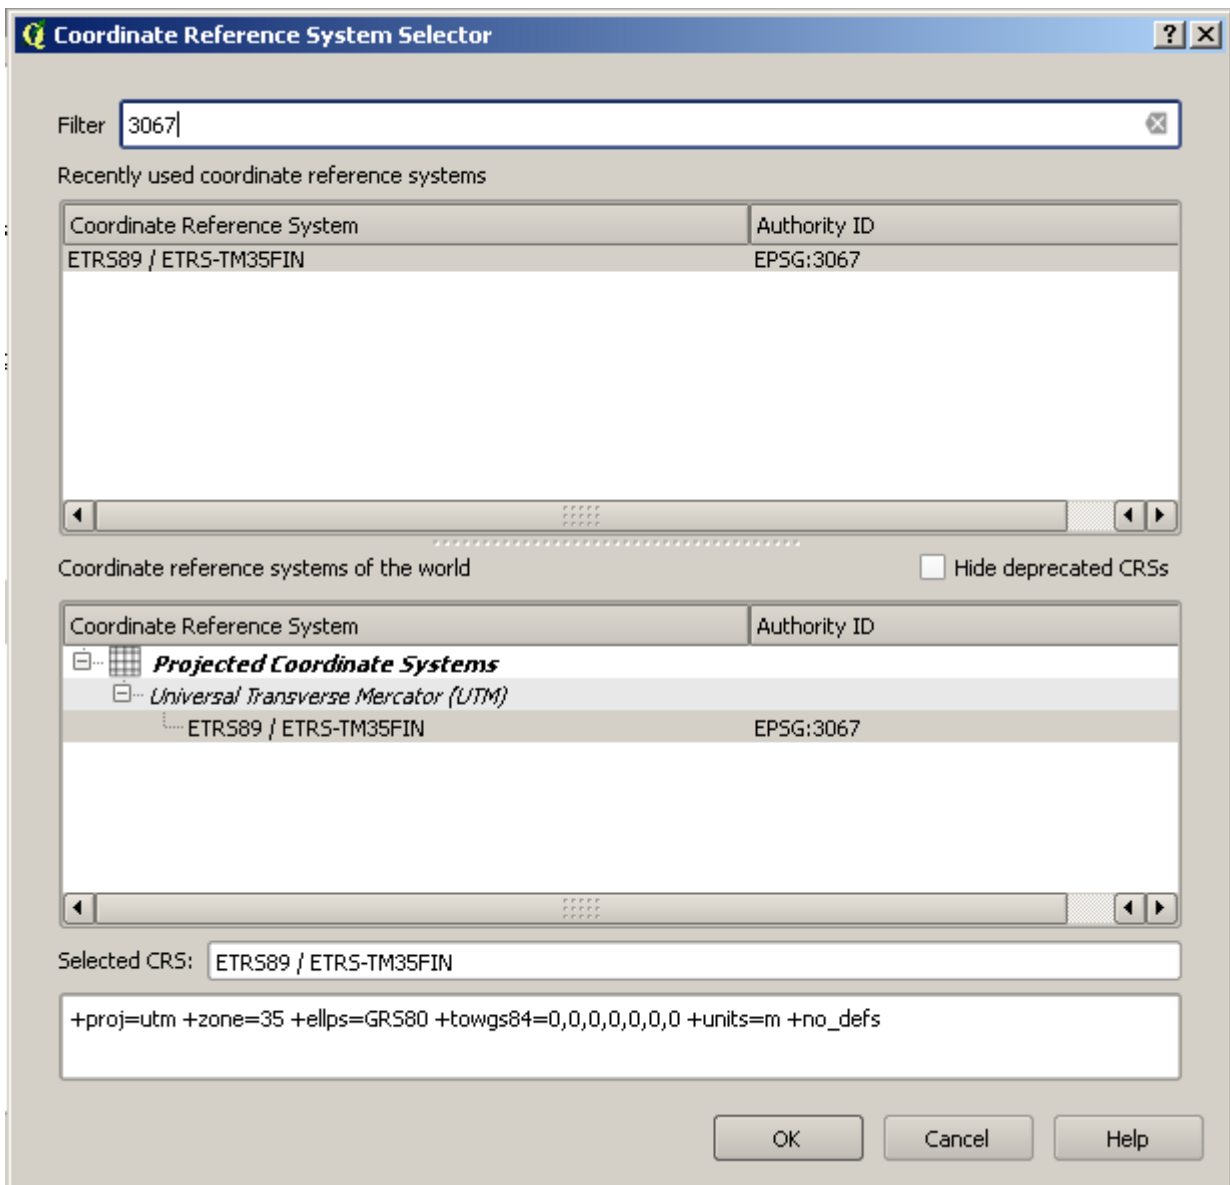 Coordinate Reference System Selector
Filter 3067
Recently used coordinate reference systems
Coordinate Reference System Authority ID
ETRS89 / ETRS-TM35FIN EPSG:3067
Coordinate reference systems of the world Hide deprecated CRSs
Coordinate Reference System Authority ID
Projected Coordinate Systems
Universal Transverse Mercator (UTM)
ETRS89 / ETRS-TM35FIN EPSG:3067
Selected CRS: ETRS89 / ETRS-TM35FIN
+proj=utm +zone=35 +ellps=GRS80 +towgs84=0,0,0,0,0,0,0 +units=m +no_defs
OK Cancel Help